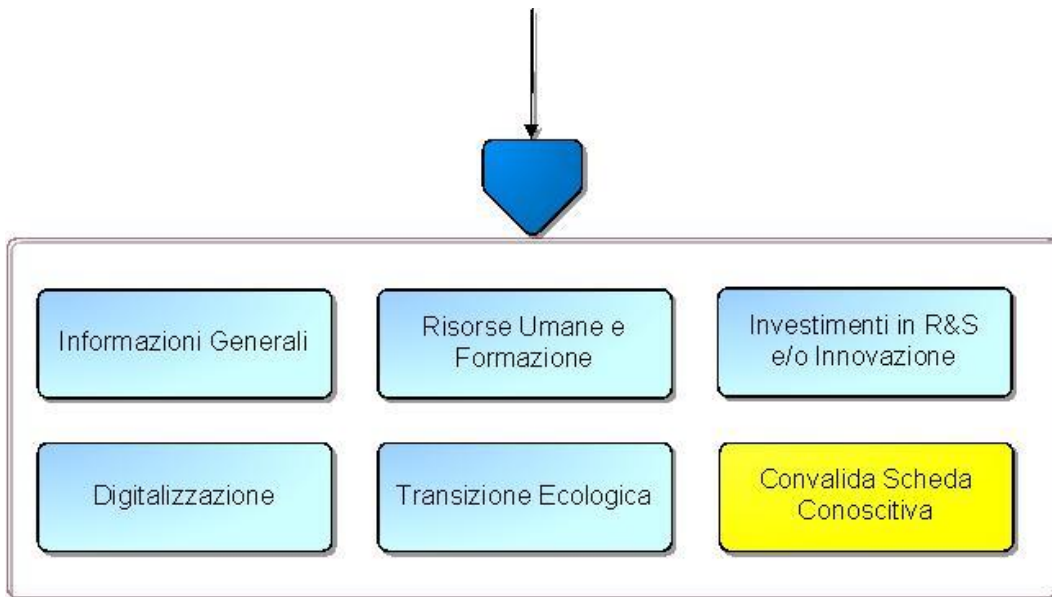 Informazioni Generali
Risorse Umane e
Formazione
Investimenti in R&S
e/o Innovazione
Digitalizzazione
Transizione Ecologica
Convalida Scheda
Conoscitiva